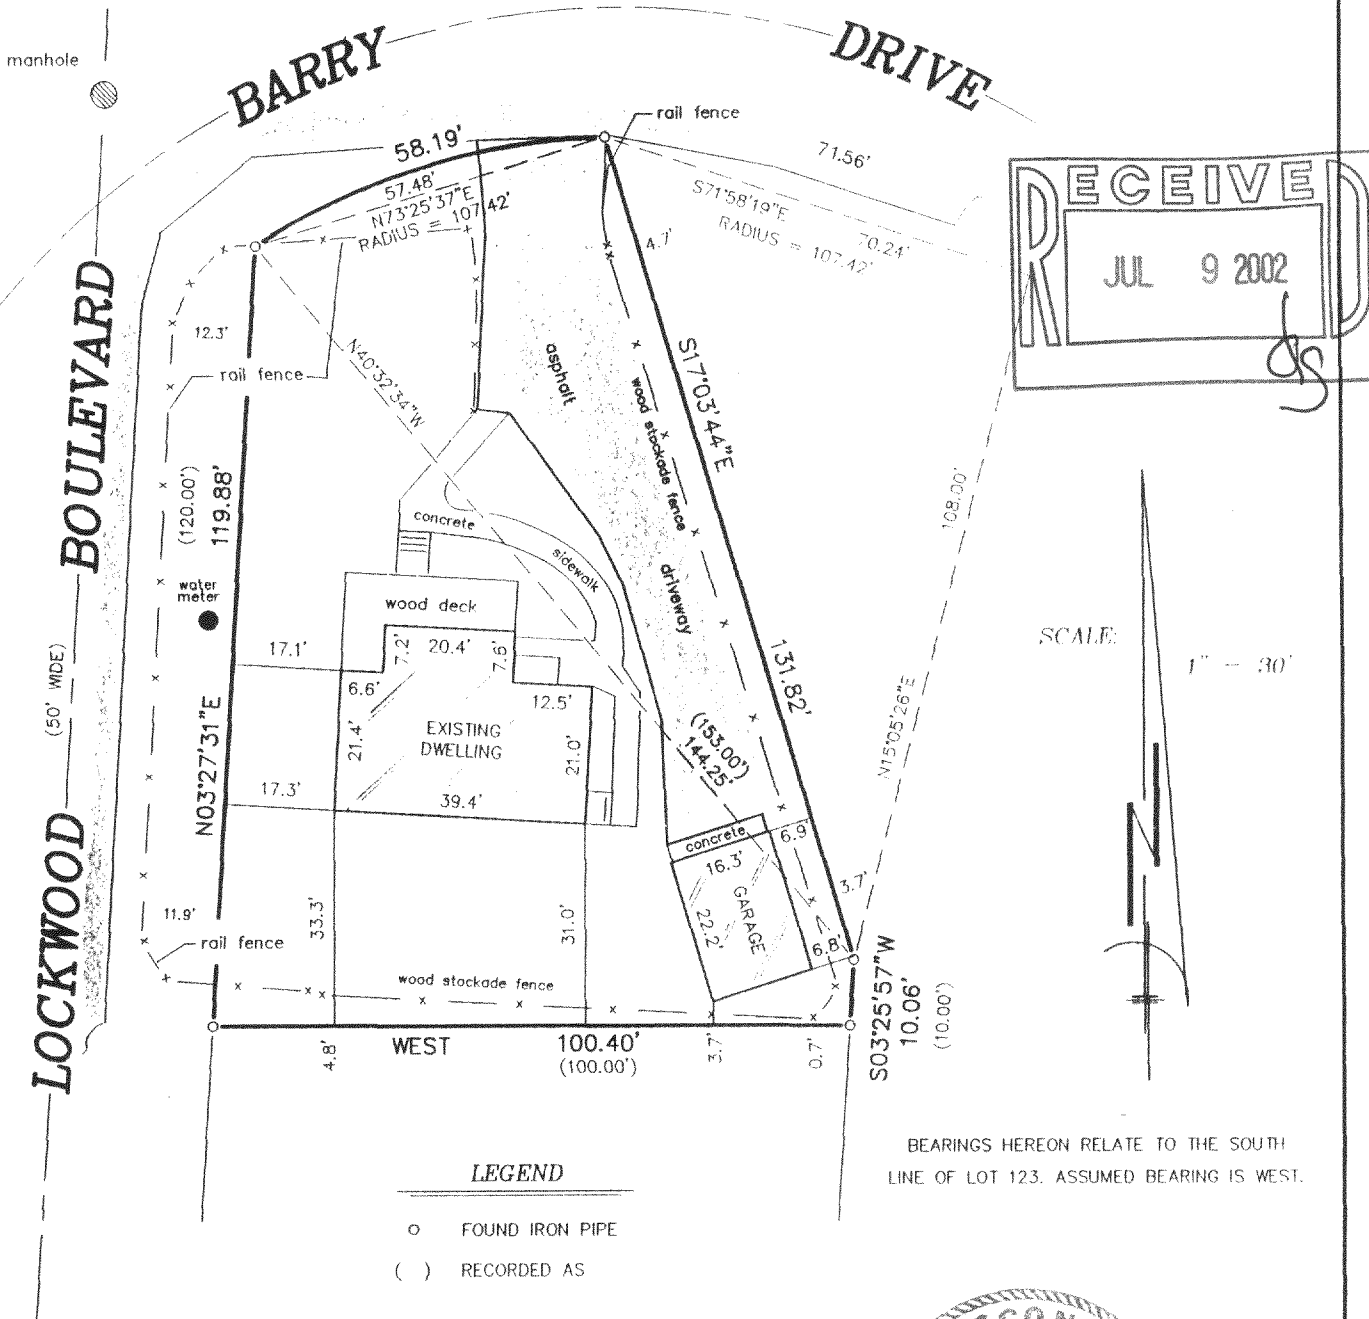 manhole
BARRY DRIVE
rail fence
58.19'
57.48'
N73°25'37"E
RADIUS = 107.42'
71.56'
S71°58'19"E
70.24'
RADIUS = 107.42'
RECEIVED
JUL 9 2002
4.7'
12.3'
rail fence
N40°32'34"W
asphalt
wood stockade fence
S17°03'44"E
LOCKWOOD BOULEVARD
(50' WIDE)
(120.00')
119.88'
N03°27'31"E
water
meter
concrete
sidewalk
driveway
wood deck
108.00'
N15°05'26"E
SCALE:
1" = 30'
17.1'
7.2'
20.4'
7.6'
6.6'
12.5'
131.82'
EXISTING
DWELLING
21.4'
21.0'
(153.00')
144.25'
17.3'
39.4'
concrete
6.9'
16.3'
GARAGE
22.2'
3.7'
6.8'
11.9'
rail fence
33.3'
31.0'
wood stockade fence
S03°25'57"W
10.06'
(10.00')
4.8'
WEST
100.40'
(100.00')
3.7'
0.7'
BEARINGS HEREON RELATE TO THE SOUTH
LINE OF LOT 123. ASSUMED BEARING IS WEST.
LEGEND
o FOUND IRON PIPE
( ) RECORDED AS